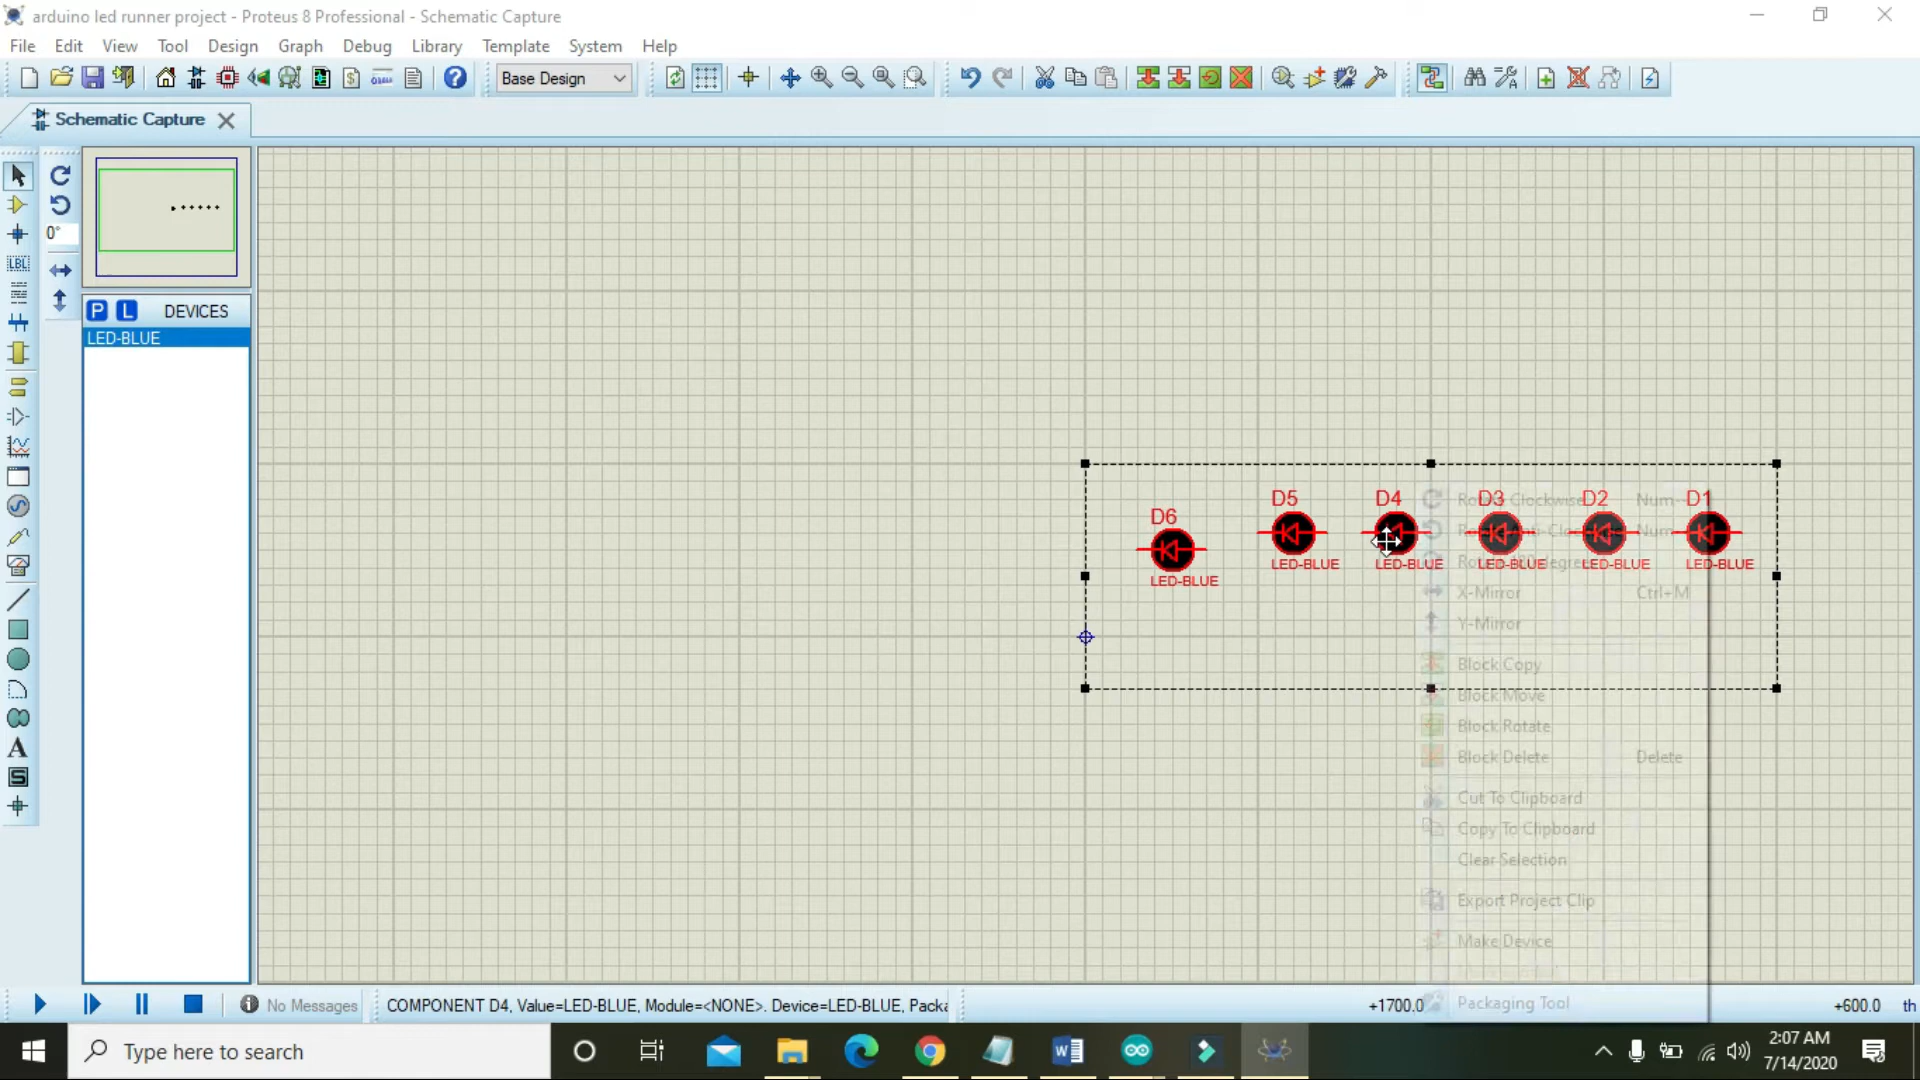 arduino led runner project - Proteus 8 Professional - Schematic Capture
File Edit View Tool Design Graph Debug Library Template System Help
Base Design
Schematic Capture
0°
LBL
P L DEVICES
LED-BLUE
D6
LED-BLUE
D5
LED-BLUE
D4
LED-BLUE
D3
LED-BLUE
D2
LED-BLUE
D1
LED-BLUE
Rotate Clockwise Num--
X-Mirror Ctrl+M
Y-Mirror
Block Copy
Block Move
Block Rotate
Block Delete Delete
Cut To Clipboard
Copy To Clipboard
Clear Selection
Export Project Clip
Make Device
Packaging Tool
A
S
No Messages
COMPONENT D4, Value=LED-BLUE, Module=<NONE>. Device=LED-BLUE, Packa
+1700.0
+600.0 th
Type here to search
2:07 AM
7/14/2020